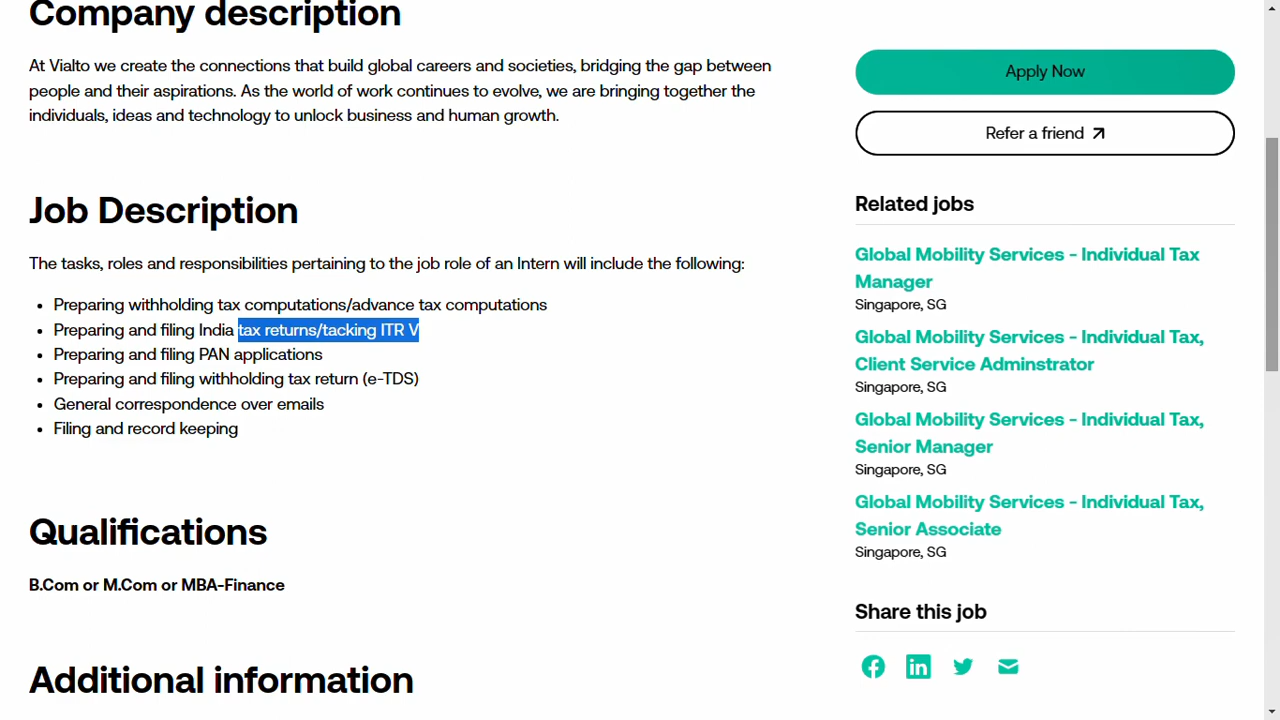 Company description
At Vialto we create the connections that build global careers and societies, bridging the gap between
people and their aspirations. As the world of work continues to evolve, we are bringing together the
individuals, ideas and technology to unlock business and human growth.
Job Description
The tasks, roles and responsibilities pertaining to the job role of an Intern will include the following:
• Preparing withholding tax computations/advance tax computations
• Preparing and filing India tax returns/tacking ITR V
• Preparing and filing PAN applications
• Preparing and filing withholding tax return (e-TDS)
• General correspondence over emails
• Filing and record keeping
Qualifications
B.Com or M.Com or MBA-Finance
Additional information
Apply Now
Refer a friend
Related jobs
Global Mobility Services - Individual Tax
Manager
Singapore, SG
Global Mobility Services - Individual Tax,
Client Service Adminstrator
Singapore, SG
Global Mobility Services - Individual Tax,
Senior Manager
Singapore, SG
Global Mobility Services - Individual Tax,
Senior Associate
Singapore, SG
Share this job